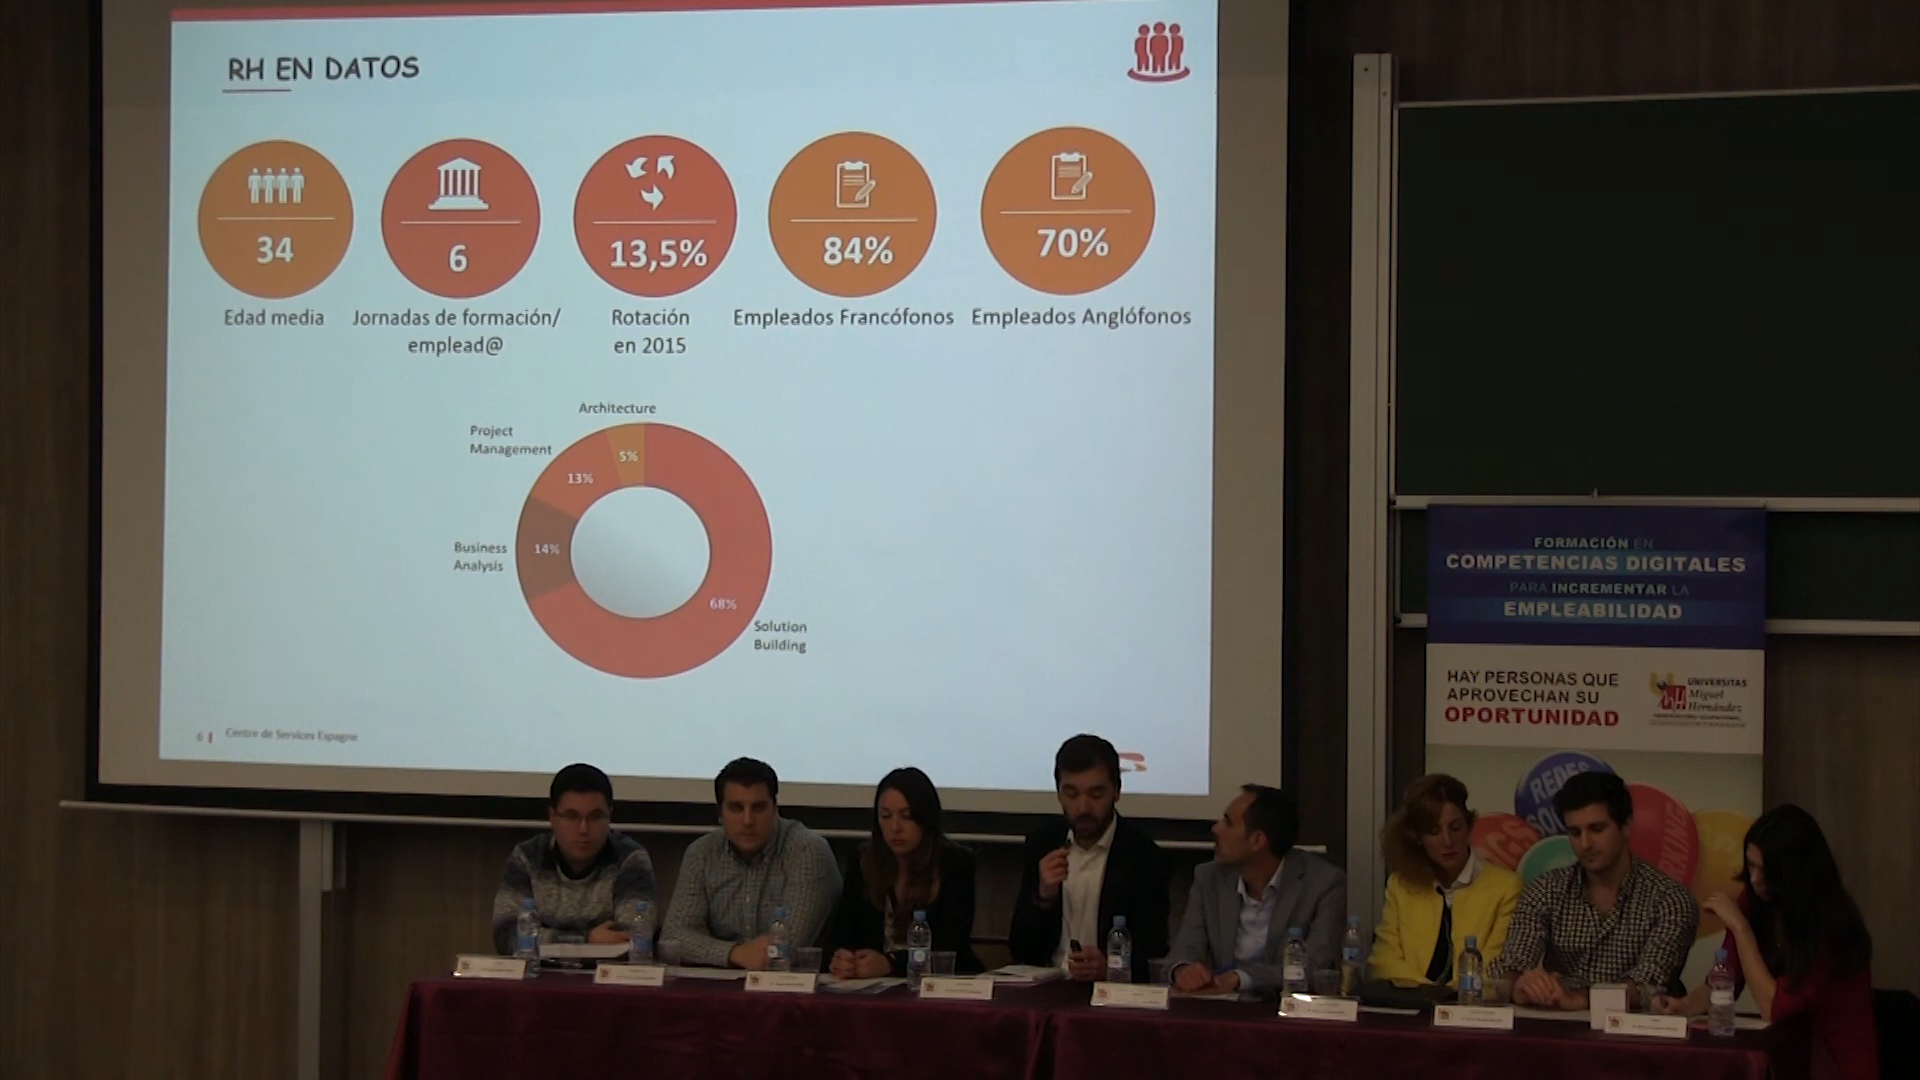 RH EN DATOS
34
6
13,5%
84%
70%
Edad media
Jornadas de formación/
emplead@
Rotación
en 2015
Empleados Francófonos
Empleados Anglófonos
Architecture
Project
Management
5%
13%
Business
Analysis
14%
68%
Solution
Building
6
Centre de Services Espagne
FORMACIÓN EN
COMPETENCIAS DIGITALES
PARA INCREMENTAR LA
EMPLEABILIDAD
HAY PERSONAS QUE
APROVECHAN SU
OPORTUNIDAD
UNIVERSITAS
Miguel
Hernández
REDES